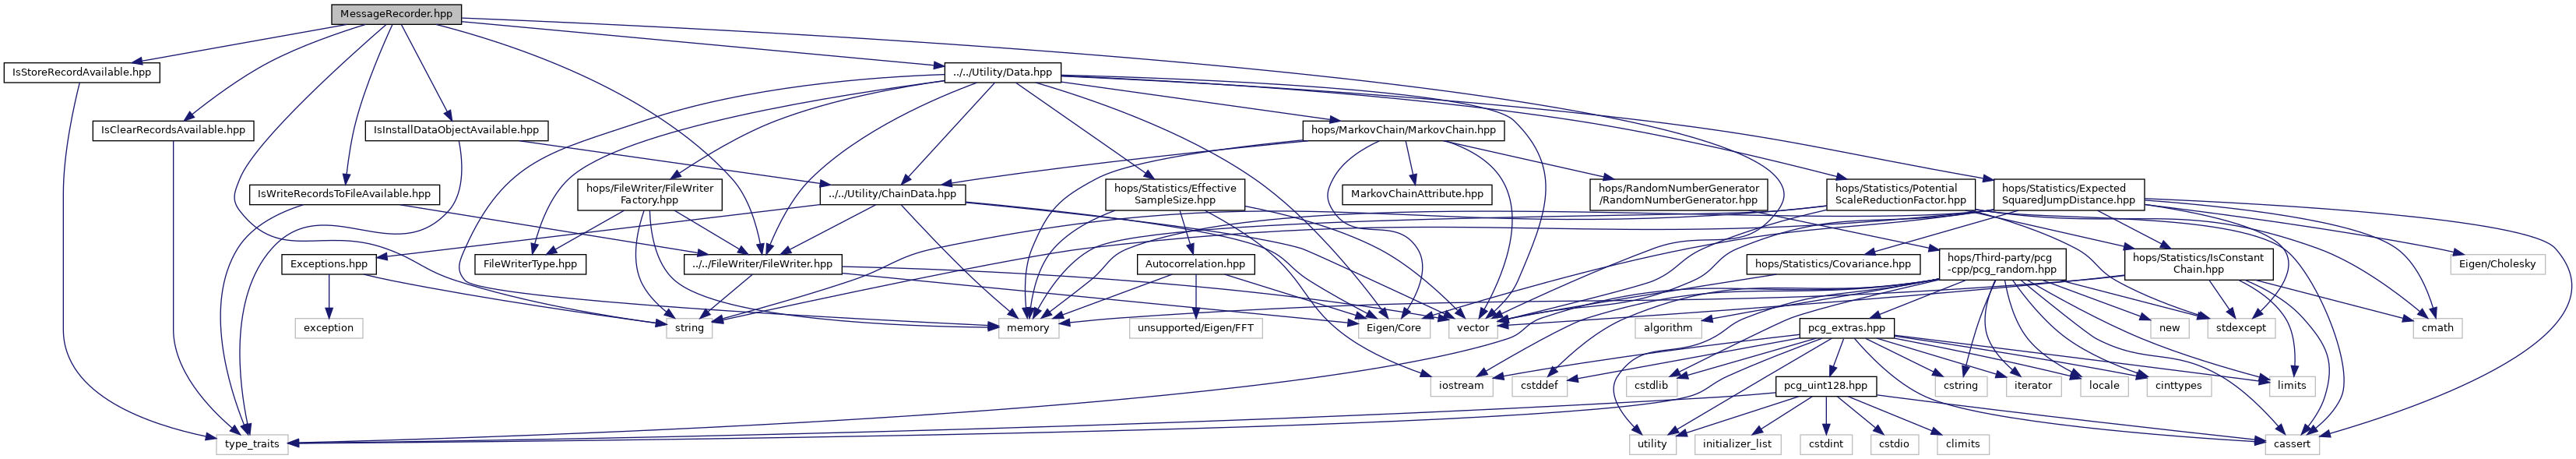 MessageRecorder.hpp
IsStoreRecordAvailable.hpp
../../Utility/Data.hpp
IsClearRecordsAvailable.hpp
IsInstallDataObjectAvailable.hpp
hops/MarkovChain/MarkovChain.hpp
IsWriteRecordsToFileAvailable.hpp
hops/FileWriter/FileWriter
Factory.hpp
../../Utility/ChainData.hpp
hops/Statistics/Effective
SampleSize.hpp
MarkovChainAttribute.hpp
hops/RandomNumberGenerator
/RandomNumberGenerator.hpp
hops/Statistics/Potential
ScaleReductionFactor.hpp
hops/Statistics/Expected
SquaredJumpDistance.hpp
Exceptions.hpp
FileWriterType.hpp
../../FileWriter/FileWriter.hpp
Autocorrelation.hpp
hops/Statistics/Covariance.hpp
hops/Third-party/pcg
-cpp/pcg_random.hpp
hops/Statistics/IsConstant
Chain.hpp
Eigen/Cholesky
exception
string
memory
unsupported/Eigen/FFT
Eigen/Core
vector
algorithm
pcg_extras.hpp
new
stdexcept
cmath
iostream
cstddef
cstdlib
pcg_uint128.hpp
cstring
iterator
locale
cinttypes
limits
type_traits
utility
initializer_list
cstdint
cstdio
climits
cassert